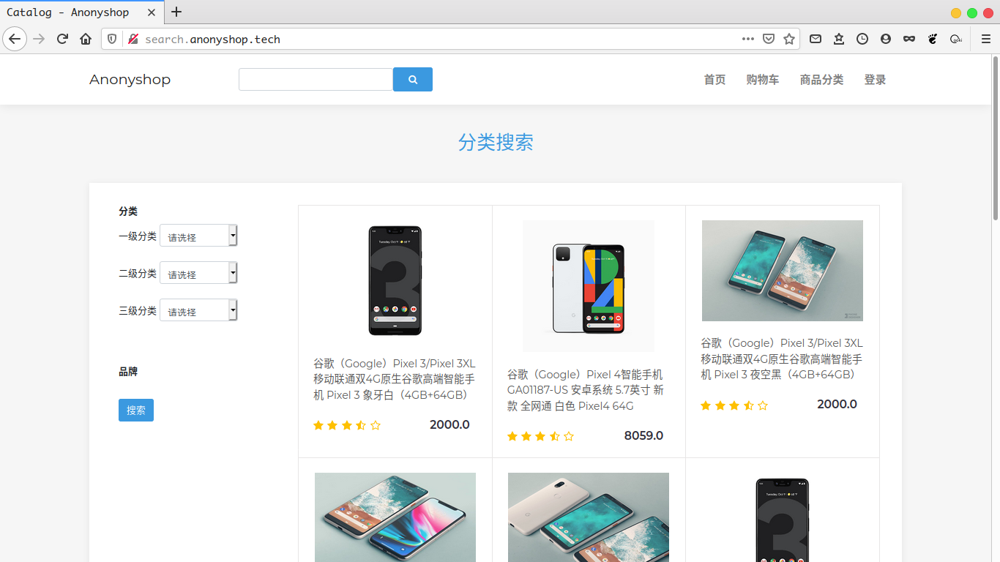 Catalog - Anonyshop
search.anonyshop.tech
Anonyshop
首页 购物车 商品分类 登录
分类搜索
分类
一级分类 请选择
二级分类 请选择
三级分类 请选择
品牌
搜索
谷歌（Google）Pixel 3/Pixel 3XL
移动联通双4G原生谷歌高端智能手
机 Pixel 3 象牙白（4GB+64GB）
2000.0
谷歌（Google）Pixel 4智能手机
GA01187-US 安卓系统 5.7英寸 新
款 全网通 白色 Pixel4 64G
8059.0
谷歌（Google）Pixel 3/Pixel 3XL
移动联通双4G原生谷歌高端智能手
机 Pixel 3 夜空黑（4GB+64GB）
2000.0